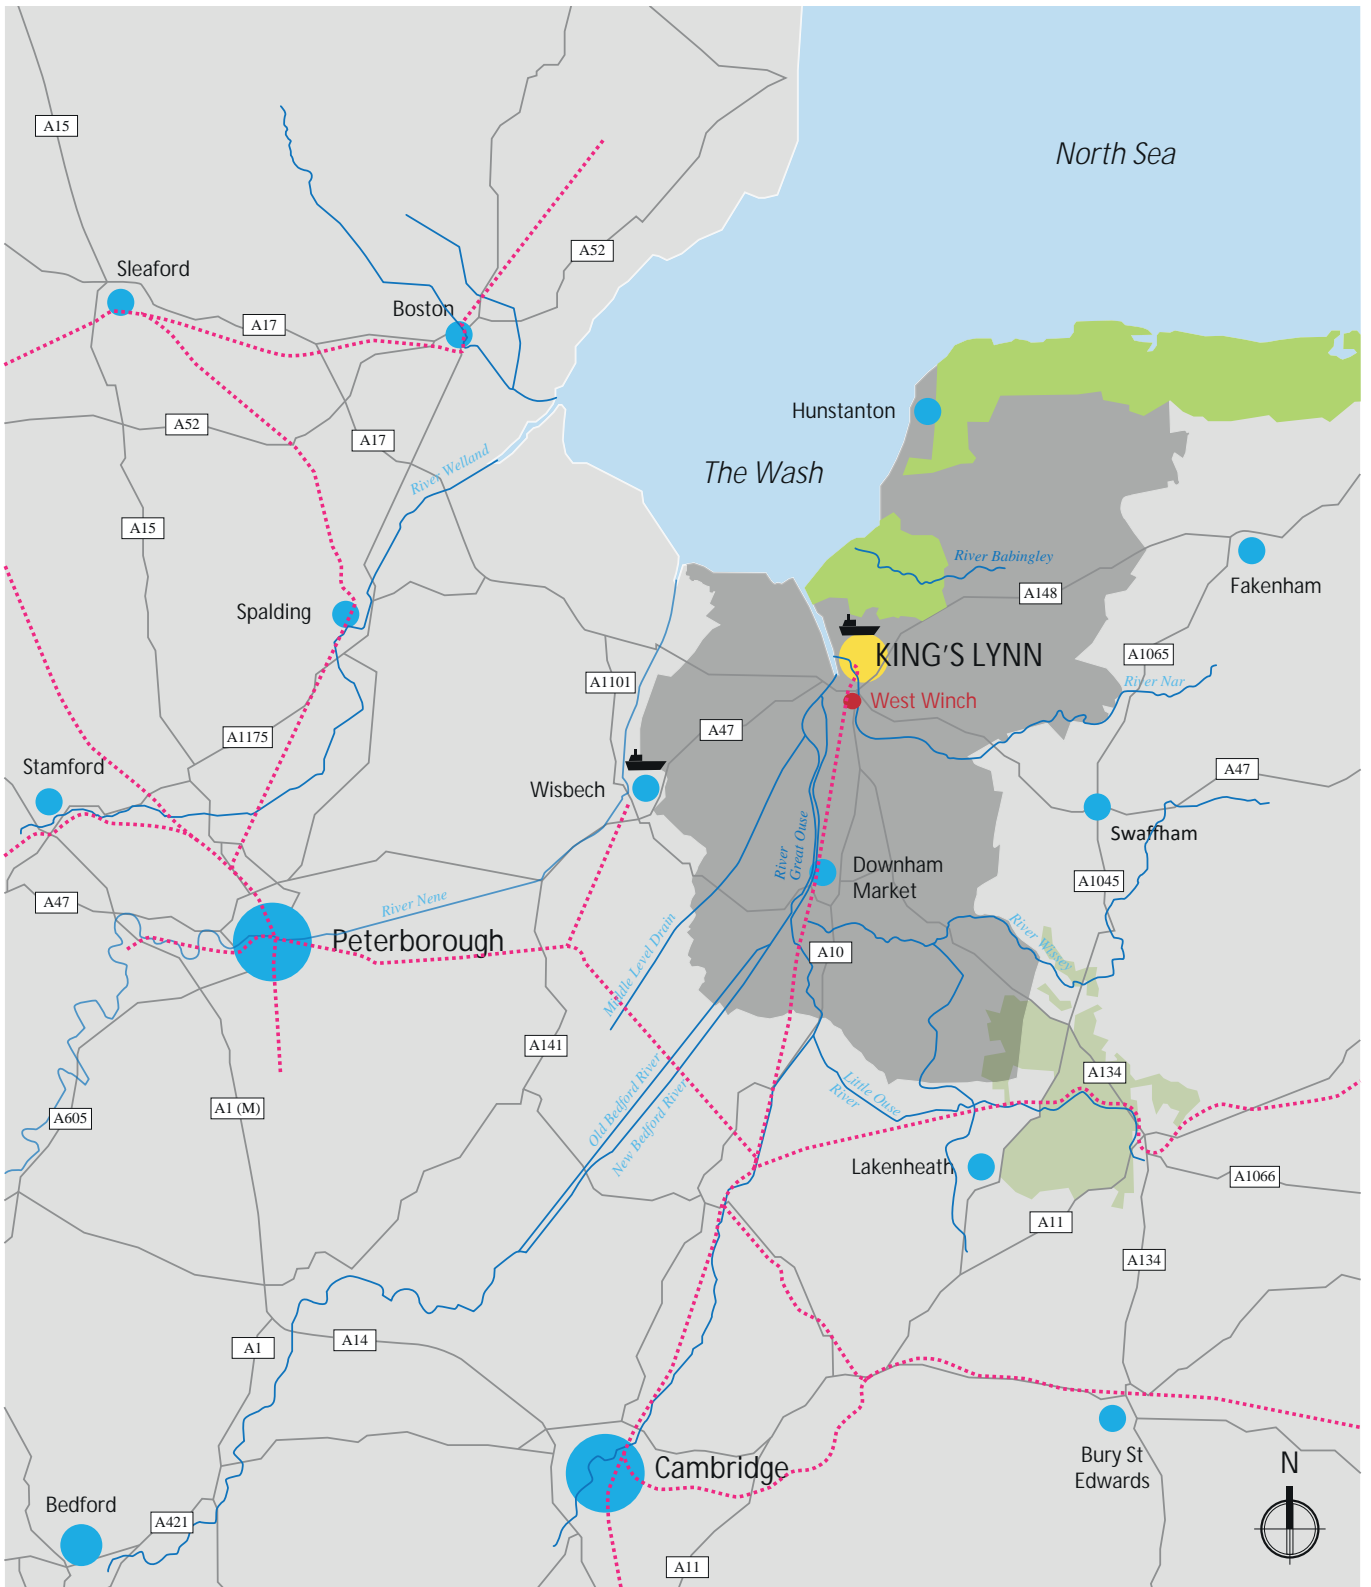 A15
North Sea
A52
Sleaford
Boston
A17
Hunstanton
A52
A17
The Wash
River Welland
A15
River Babingley
Fakenham
A148
Spalding
KING'S LYNN
A1065
A1101
River Nar
West Winch
A47
A1175
Stamford
A47
Wisbech
Swaffham
River
Great Ouse
Downham
Market
A1045
A47
River Nene
Peterborough
Middle Level Drain
A10
River Wissey
A141
Old Bedford River
New Bedford River
Little Ouse
River
A134
A1 (M)
A605
Lakenheath
A1066
A11
A134
A1
A14
Cambridge
Bury St
Edwards
N
Bedford
A421
A11